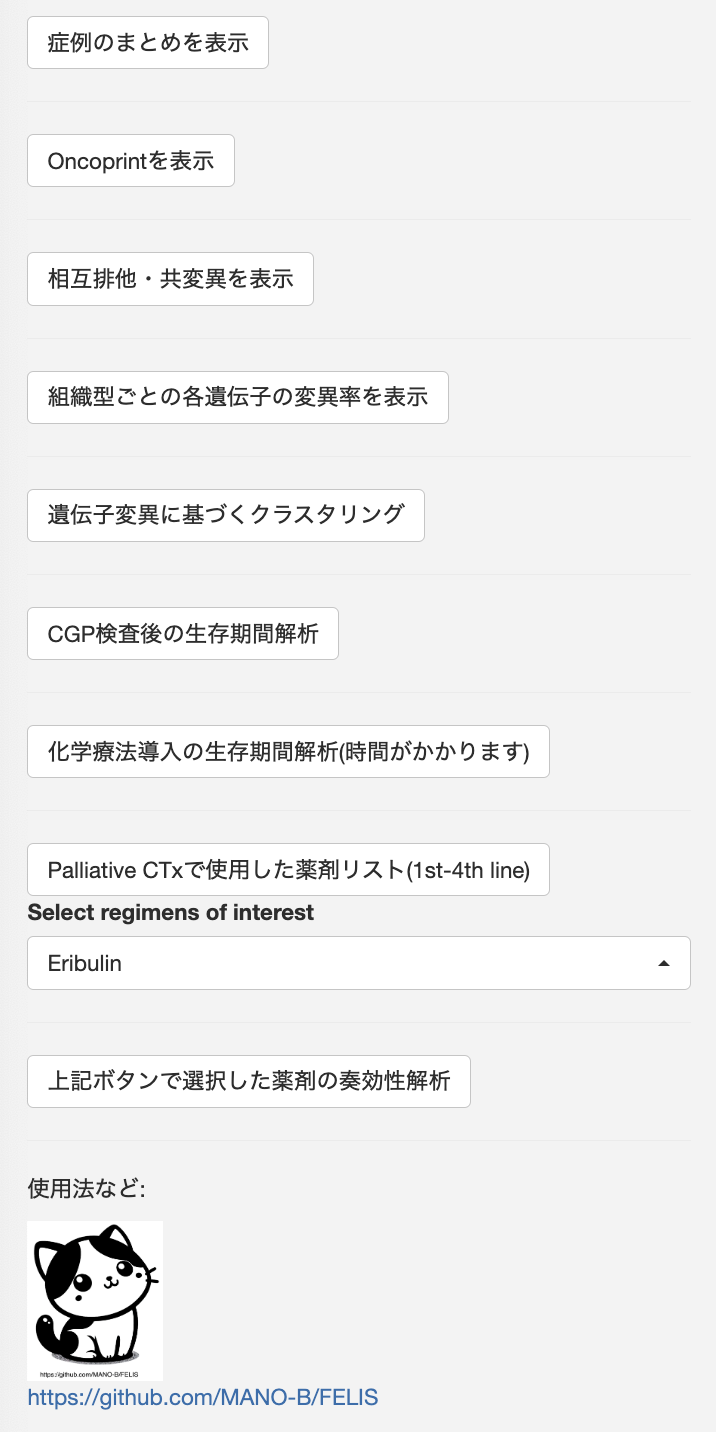 症例のまとめを表示
Oncoprintを表示
相互排他・共変異を表示
組織型ごとの各遺伝子の変異率を表示
遺伝子変異に基づくクラスタリング
CGP検査後の生存期間解析
化学療法導入の生存期間解析(時間がかかります)
Palliative CTxで使用した薬剤リスト(1st-4th line)
Select regimens of interest
Eribulin
上記ボタンで選択した薬剤の奏効性解析
使用法など:
https://github.com/MANO-B/FELIS
https://github.com/MANO-B/FELIS